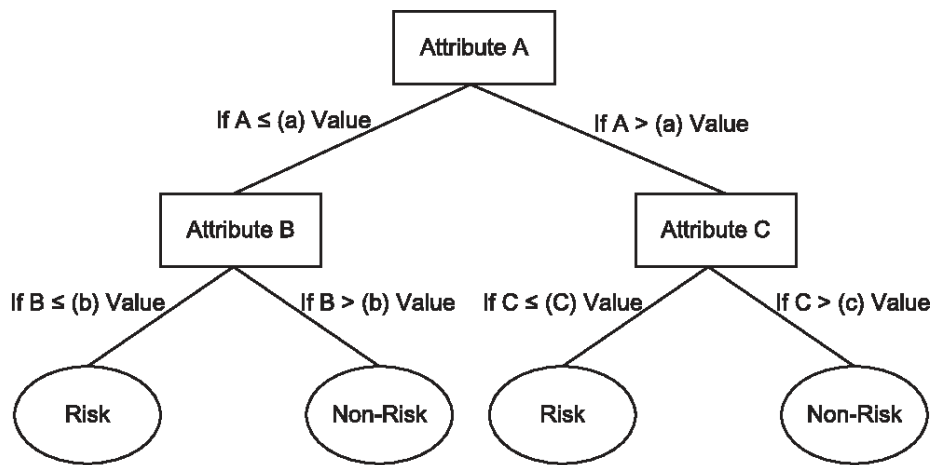 Attribute A
If A ≤ (a) Value
If A > (a) Value
Attribute B
Attribute C
If B ≤ (b) Value
If B > (b) Value
If C ≤ (C) Value
If C > (c) Value
Risk
Non-Risk
Risk
Non-Risk